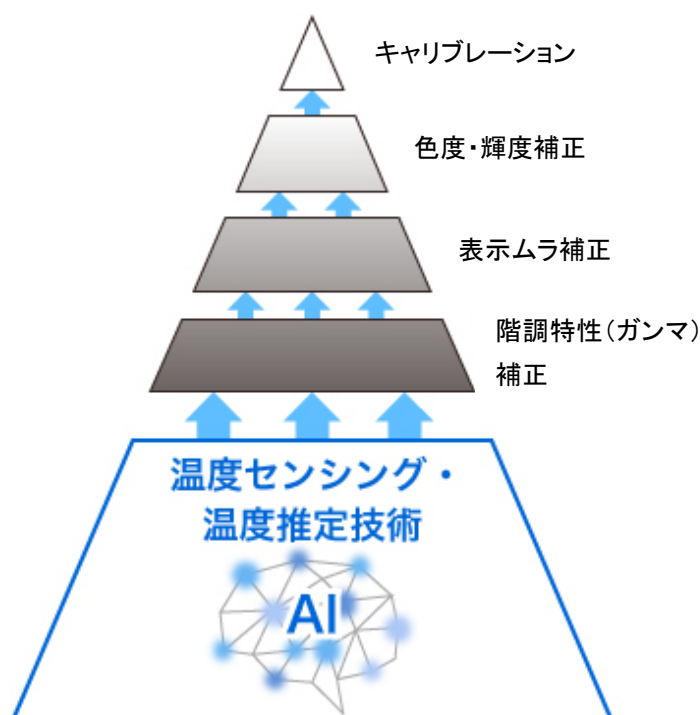 キャリブレーション
色度・輝度補正
表示ムラ補正
階調特性(ガンマ)
補正
温度センシング・
温度推定技術
AI